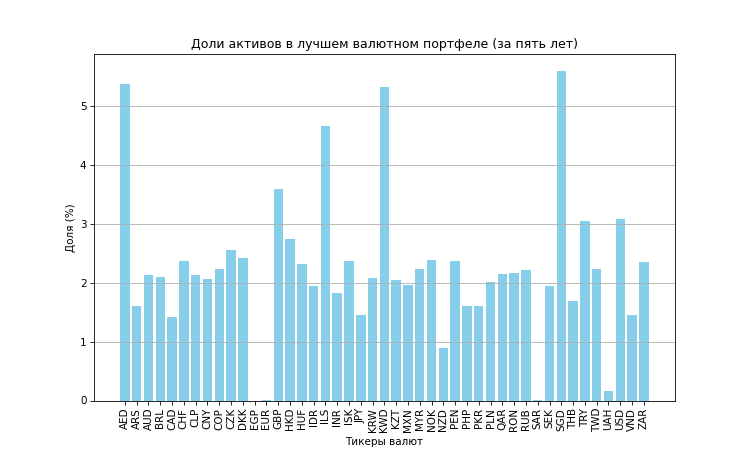 Доли активов в лучшем валютном портфеле (за пять лет)
Доля (%)
5
4
3
2
1
0
AED ARS AUD BRL CAD CHF CLP CNY COP CZK DKK EGP EUR GBP HKD HUF IDR ILS INR ISK JPY KRW KWD KZT MXN MYR NOK NZD PEN PHP PKR PLN QAR RON RUB SAR SEK SGD THB TRY TWD UAH USD VND ZAR
Тикеры валют